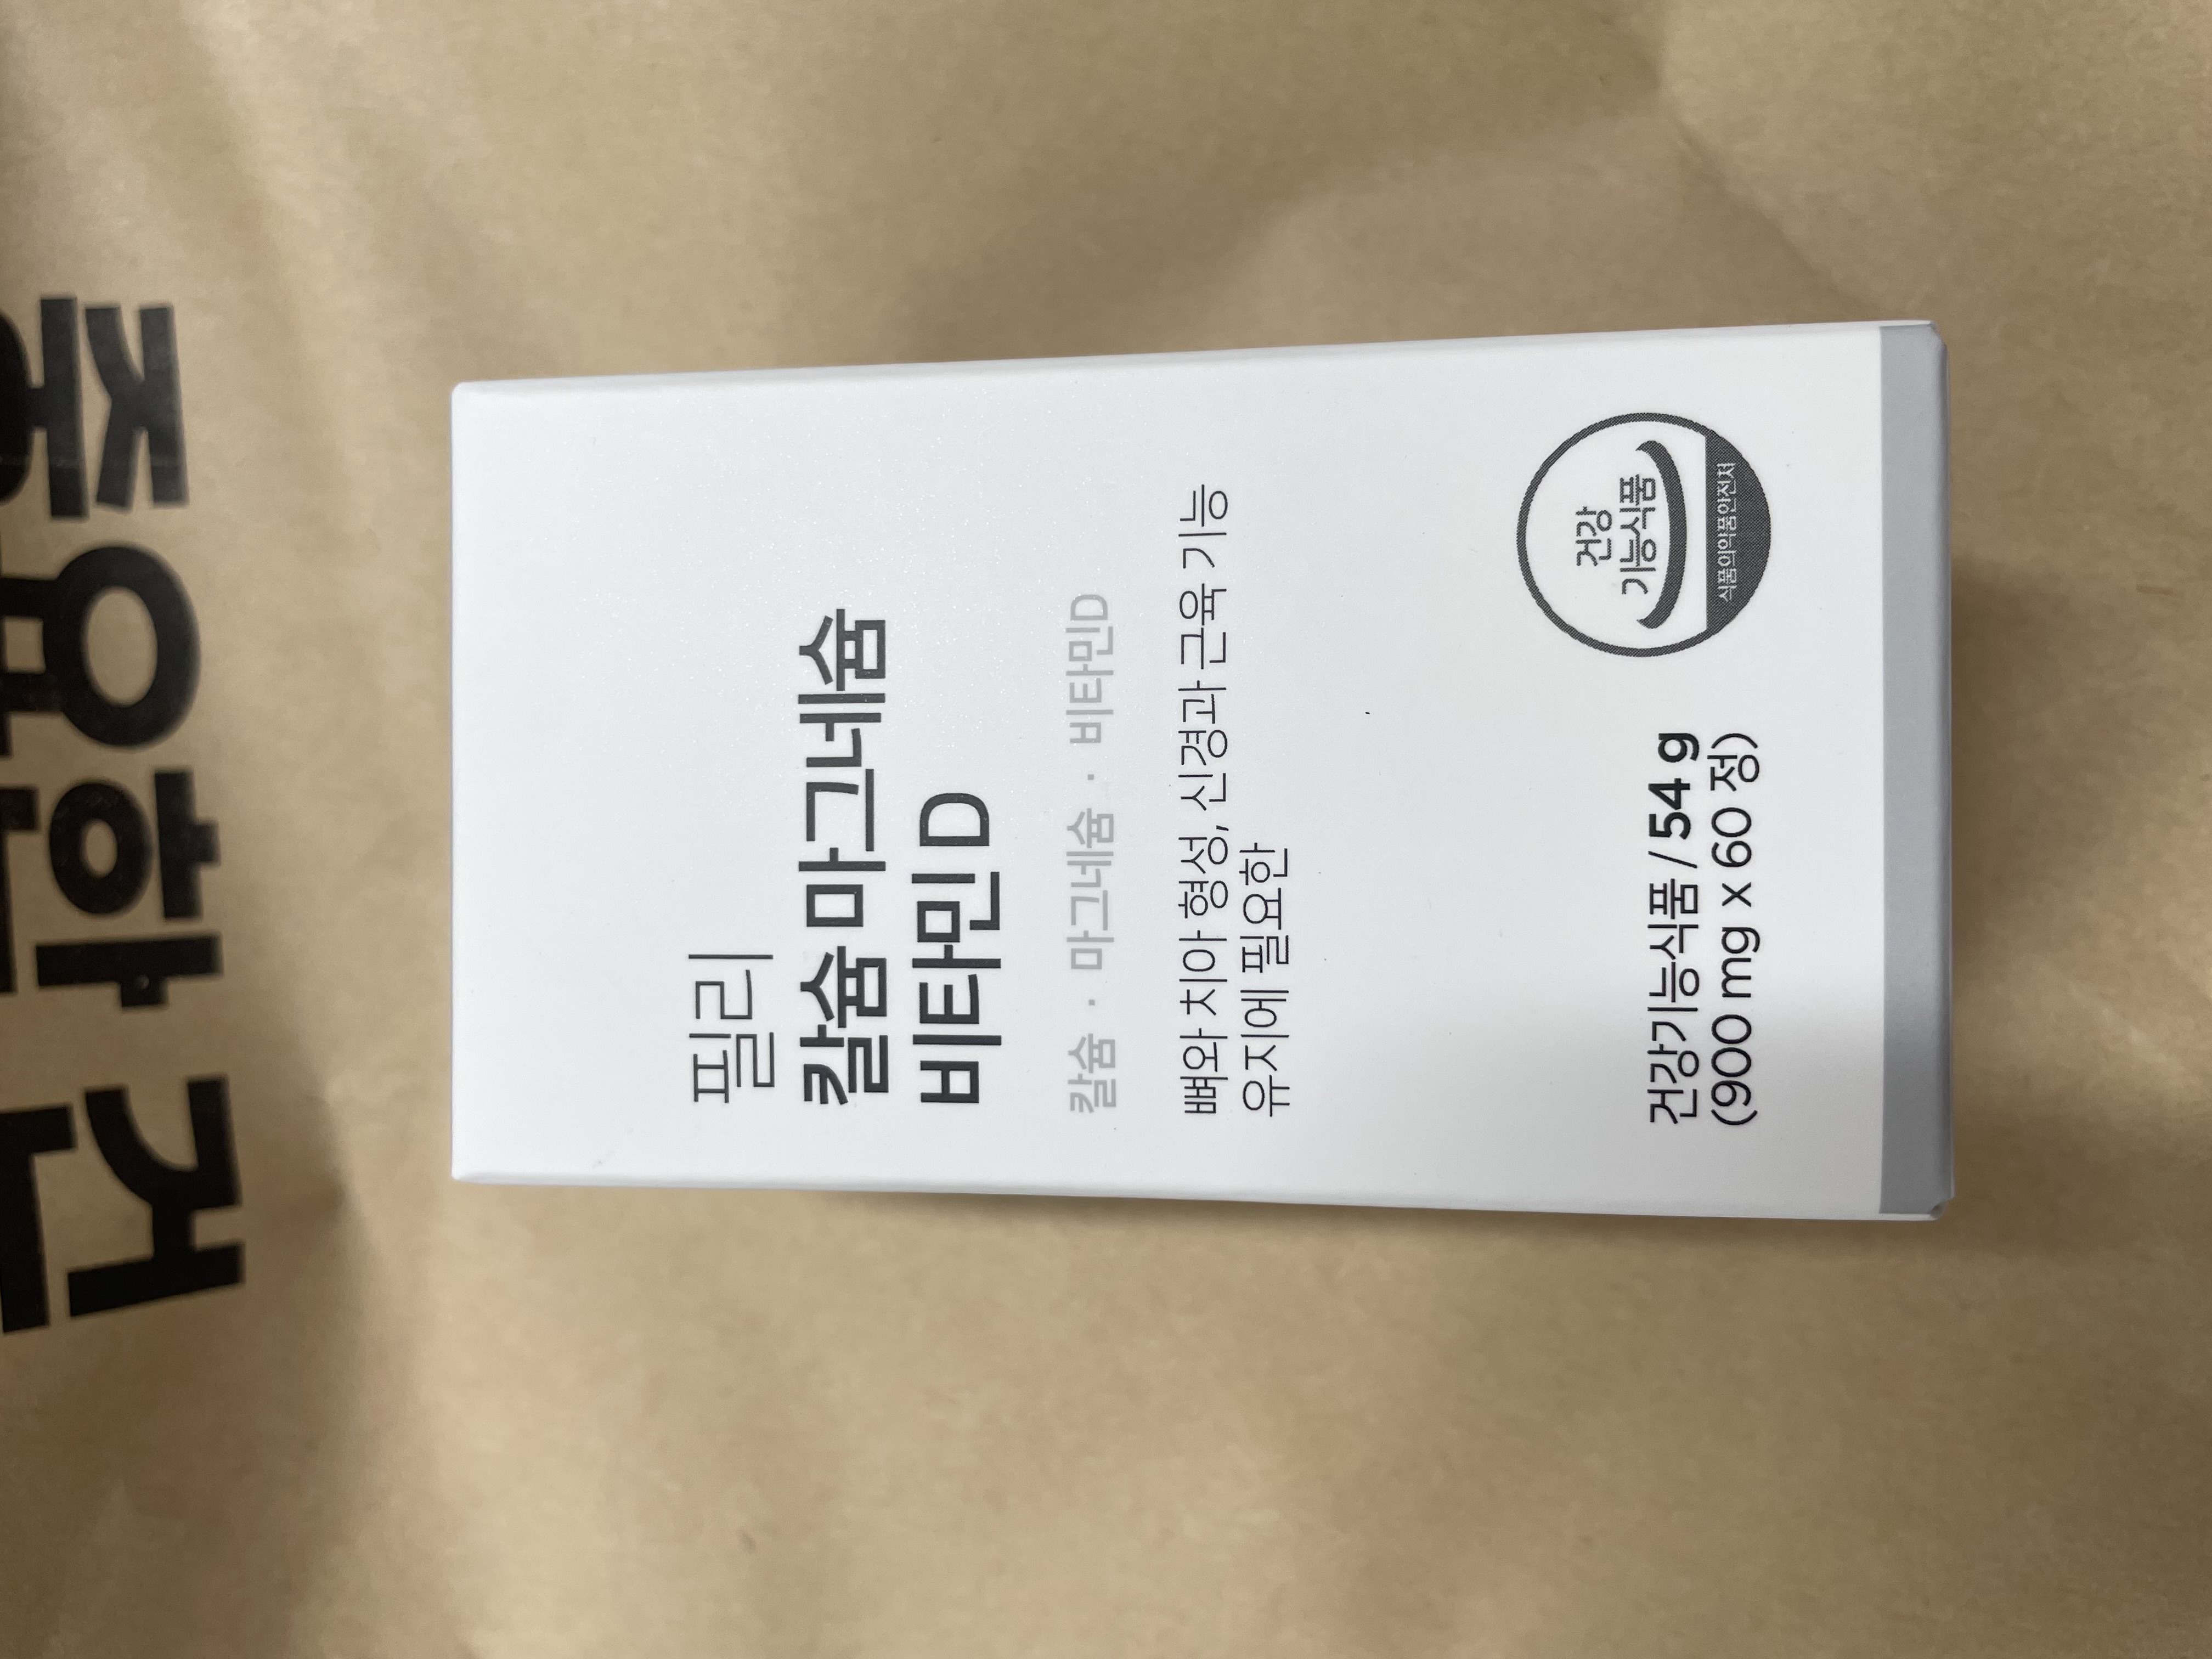 필리
칼슘 마그네슘
비타민 D
칼슘 · 마그네슘 · 비타민D
뼈와 치아 형성, 신경과 근육 기능
유지에 필요한
건강기능식품 / 54 g
(900 mg x 60 정)
건강
기능식품
식품의약품안전처